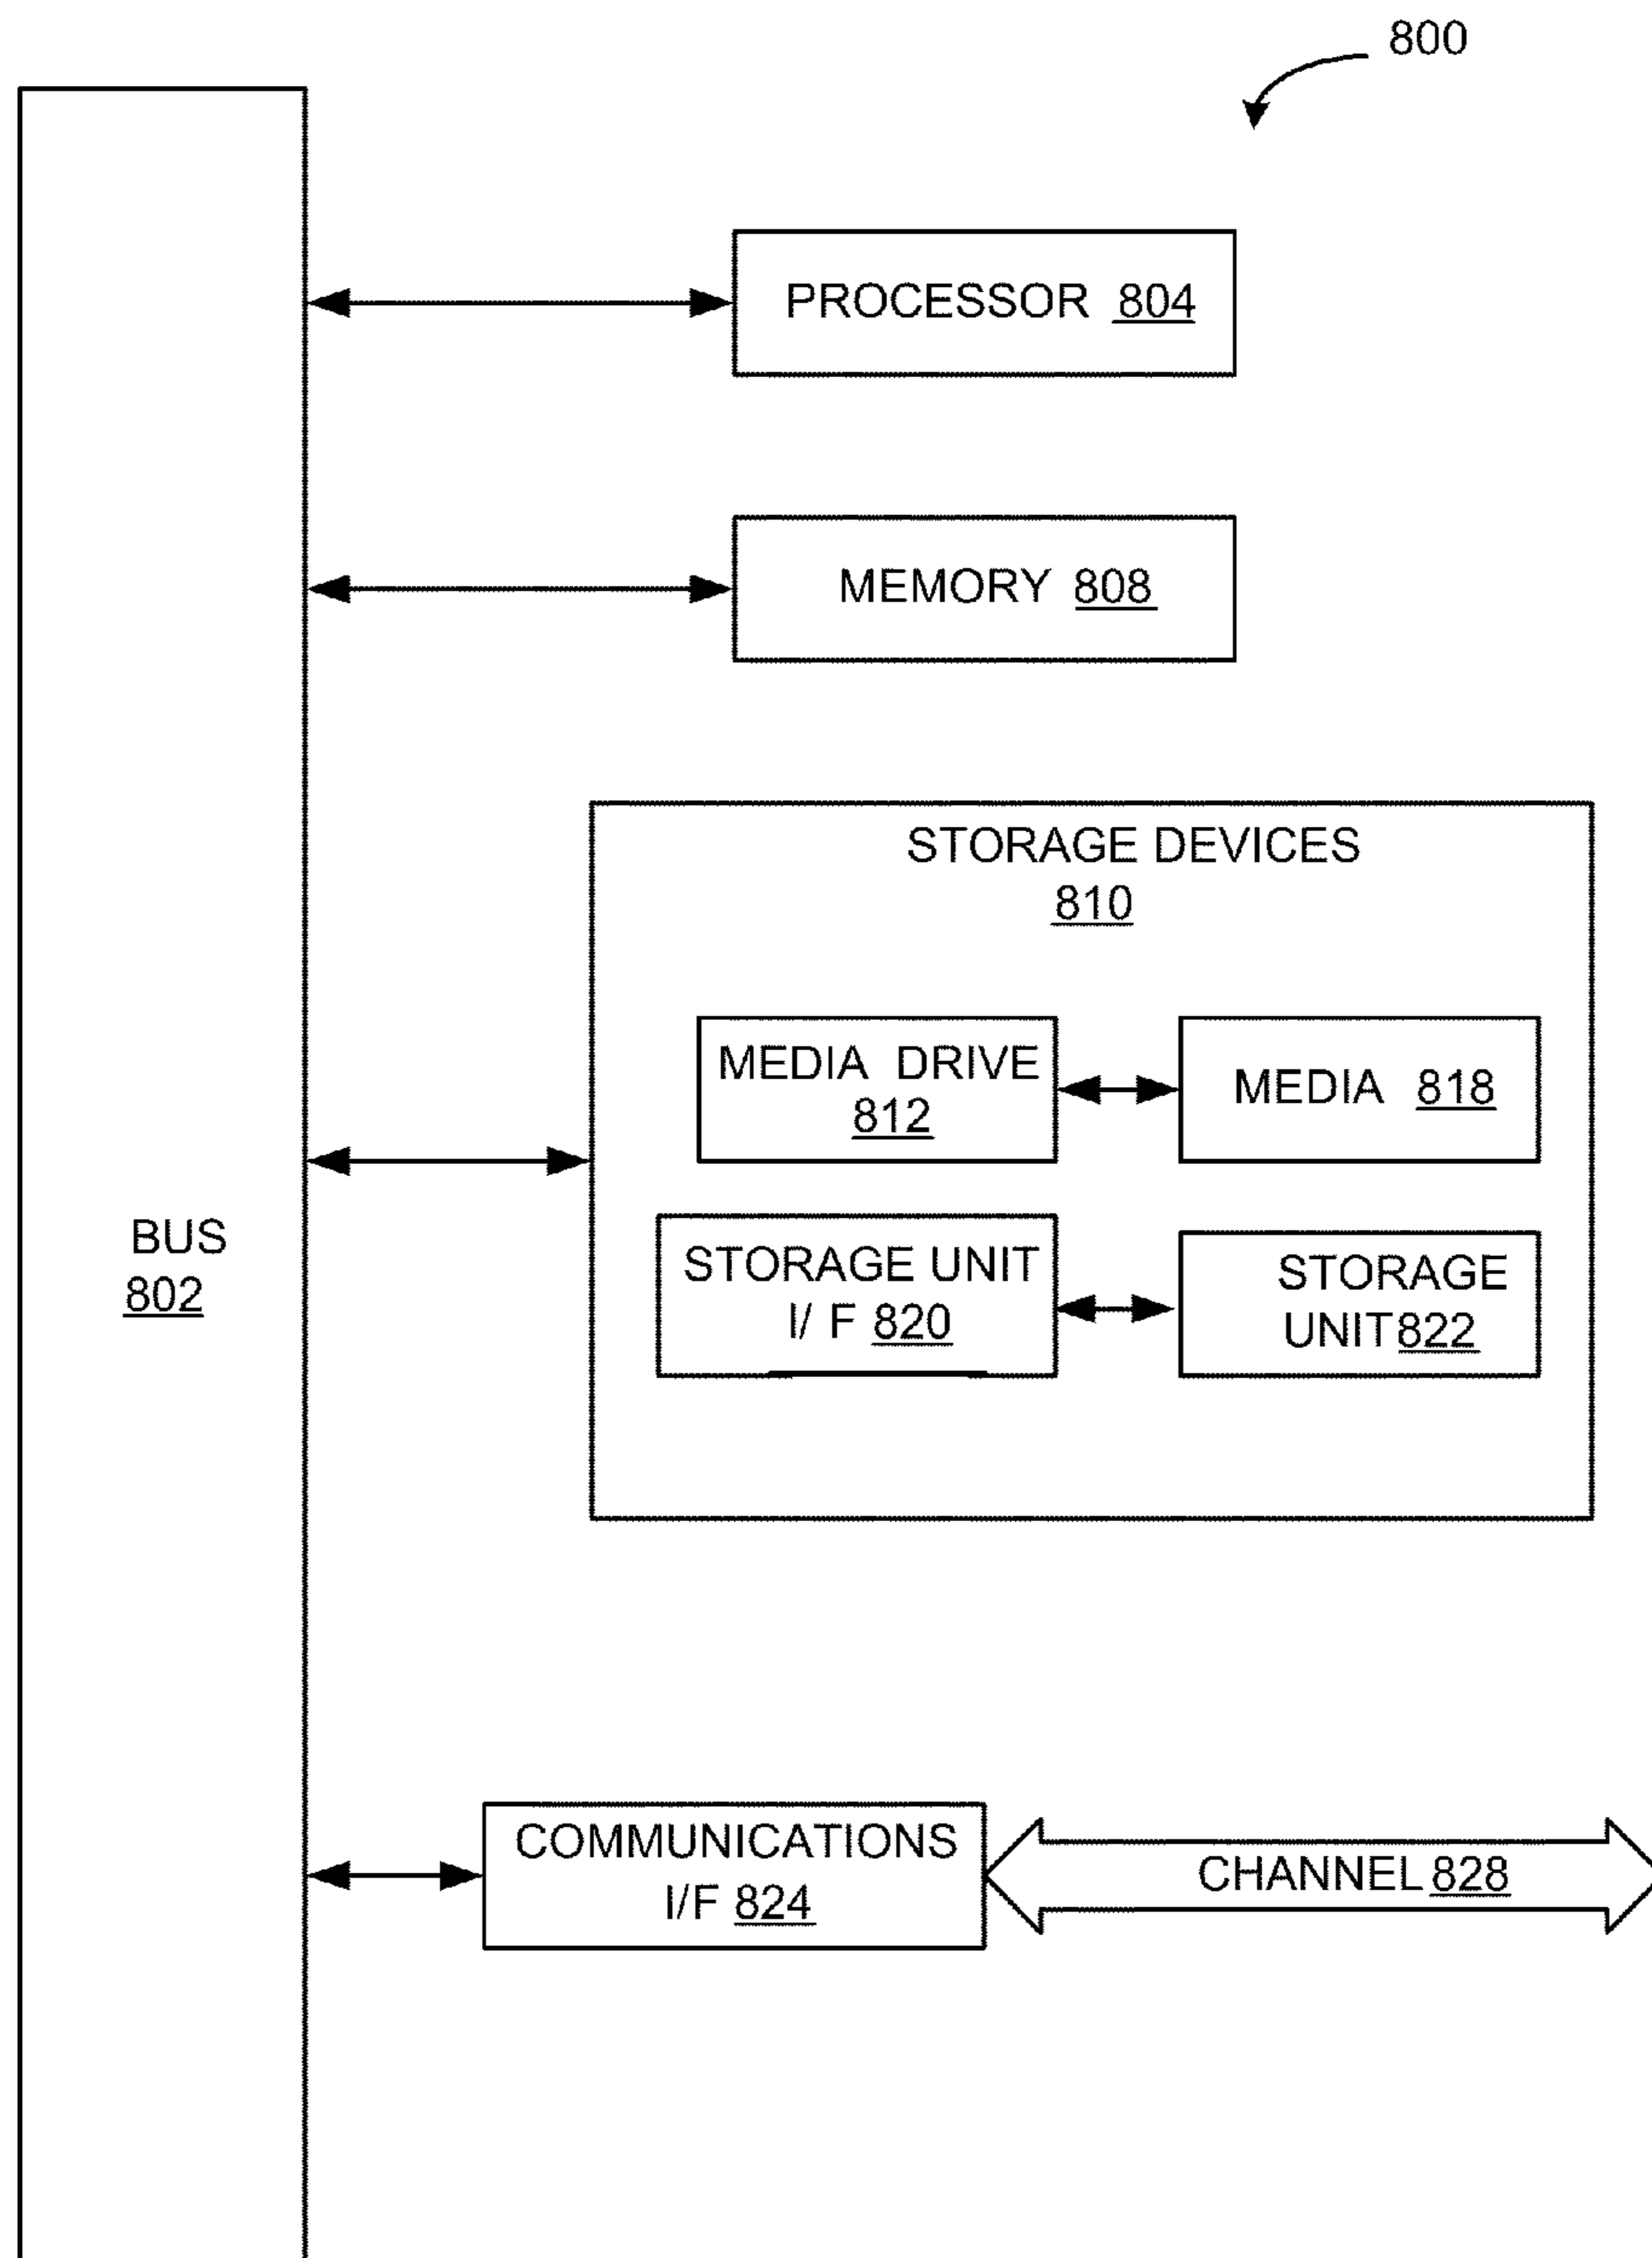 800
PROCESSOR 804
MEMORY 808
STORAGE DEVICES
810
MEDIA DRIVE
812
MEDIA 818
BUS
802
STORAGE UNIT
I/ F 820
STORAGE
UNIT822
COMMUNICATIONS
I/F 824
CHANNEL 828